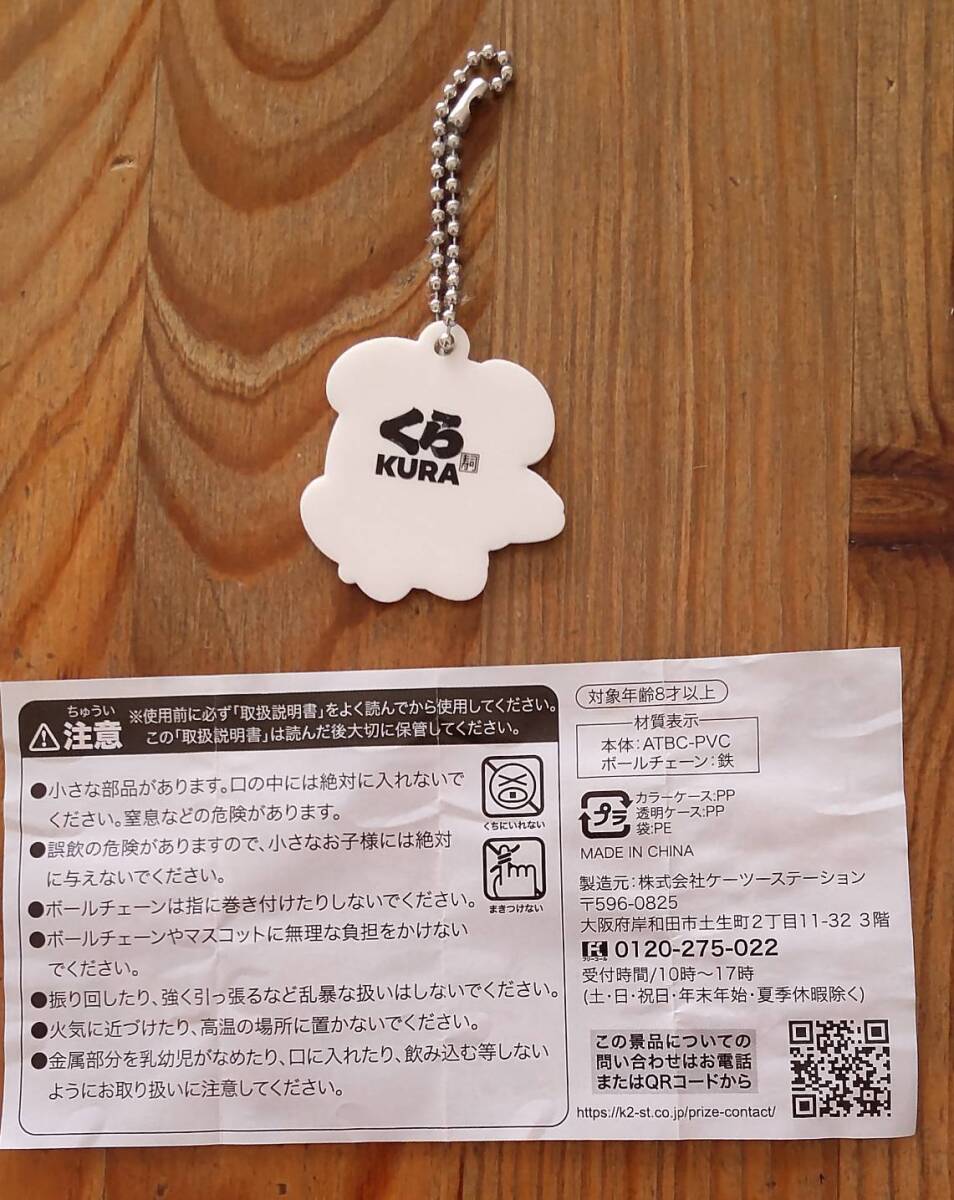 くら
KURA
寿司
ちゅうい
注意
※使用前に必ず「取扱説明書」をよく読んでから使用してください。
この「取扱説明書」は読んだ後大切に保管してください。
●小さな部品があります。口の中には絶対に入れないで
ください。窒息などの危険があります。
●誤飲の危険がありますので、小さなお子様には絶対
に与えないでください。
●ボールチェーンは指に巻き付けたりしないでください。
●ボールチェーンやマスコットに無理な負担をかけない
でください。
●振り回したり、強く引っ張るなど乱暴な扱いはしないでください。
●火気に近づけたり、高温の場所に置かないでください。
●金属部分を乳幼児がなめたり、口に入れたり、飲み込む等しない
ようにお取り扱いに注意してください。
くちにいれない
まきつけない
対象年齢8才以上
材質表示
本体:ATBC-PVC
ボールチェーン:鉄
プラ
カラーケース:PP
透明ケース:PP
袋:PE
MADE IN CHINA
製造元:株式会社ケーツーステーション
〒596-0825
大阪府岸和田市土生町2丁目11-32 3階
フリーコール
0120-275-022
受付時間/10時～17時
(土・日・祝日・年末年始・夏季休暇除く)
この景品についての
問い合わせはお電話
またはQRコードから
https://k2-st.co.jp/prize-contact/